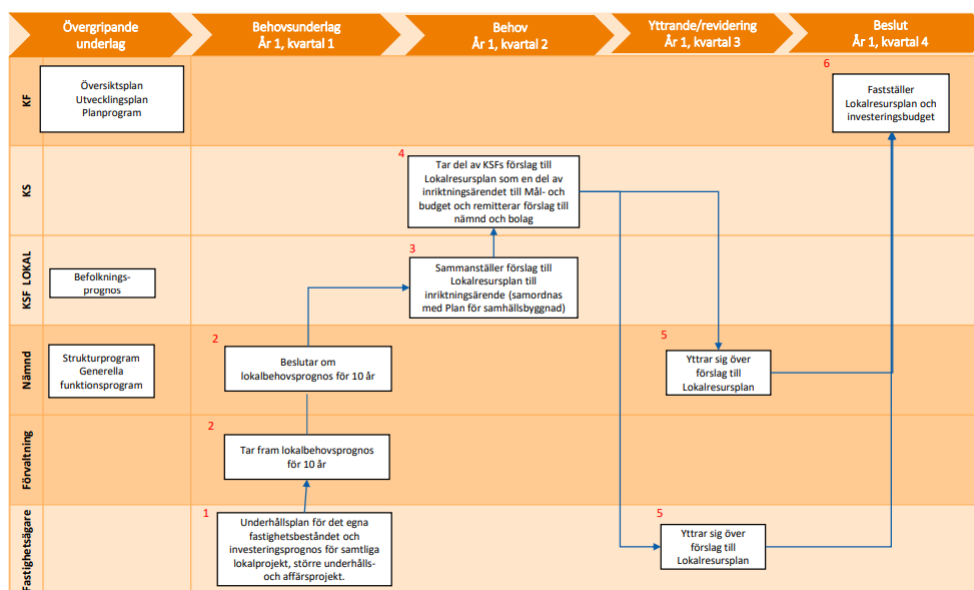 Övergripande
underlag
Behovsunderlag
År 1, kvartal 1
Behov
År 1, kvartal 2
Yttrande/revidering
År 1, kvartal 3
Beslut
År 1, kvartal 4
KF
Översiktsplan
Utvecklingsplan
Planprogram
6
Fastställer
Lokalresursplan och
investeringsbudget
KS
4
Tar del av KSFs förslag till
Lokalresursplan som en del av
inriktningsärendet till Mål- och
budget och remitterar förslag till
nämnd och bolag
KSF LOKAL
Befolknings-
prognos
3
Sammanställer förslag till
Lokalresursplan till
inriktningsärende (samordnas
med Plan för samhällsbyggnad)
Nämnd
Strukturprogram
Generella
funktionsprogram
2
Beslutar om
lokalbehovsprognos för 10 år
5
Yttrar sig över
förslag till
Lokalresursplan
Förvaltning
2
Tar fram lokalbehovsprognos
för 10 år
Fastighetsägare
1
Underhållsplan för det egna
fastighetsbeståndet och
investeringsprognos för samtliga
lokalprojekt, större underhålls-
och affärsprojekt.
5
Yttrar sig över
förslag till
Lokalresursplan